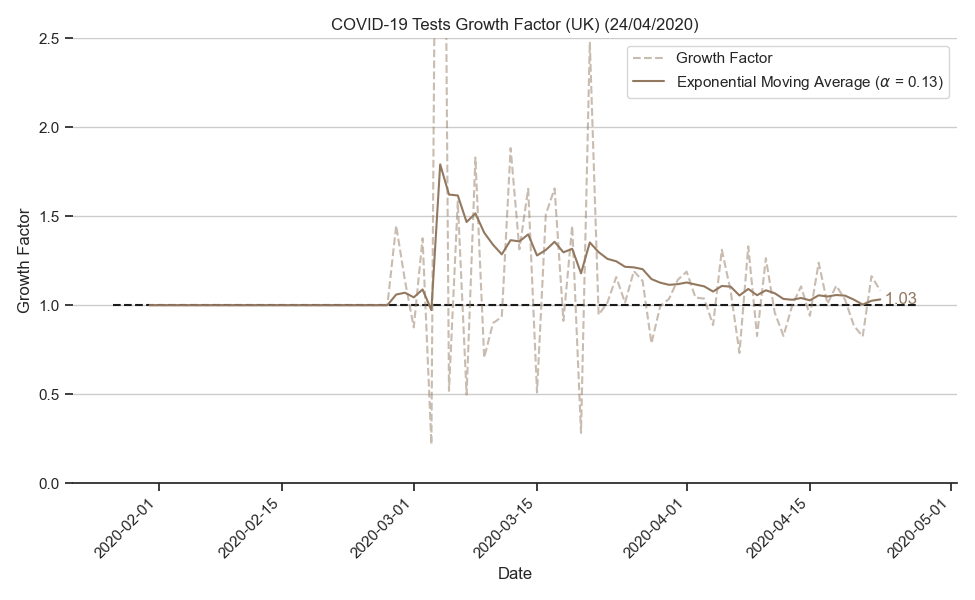 COVID-19 Tests Growth Factor (UK) (24/04/2020)
Growth Factor
Exponential Moving Average (α = 0.13)
2.5
2.0
1.5
1.0
0.5
0.0
Growth Factor
1.03
2020-02-01
2020-02-15
2020-03-01
2020-03-15
2020-04-01
2020-04-15
2020-05-01
Date